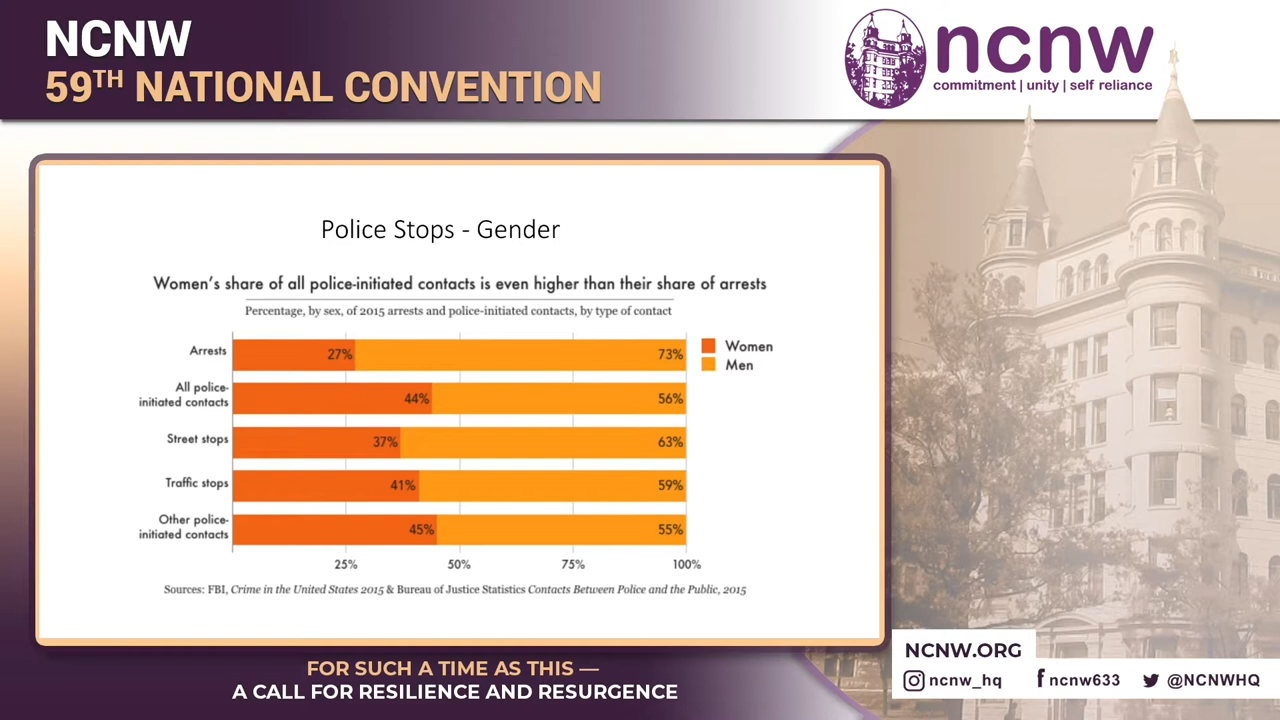 NCNW
59TH NATIONAL CONVENTION
ncnw
commitment | unity | self reliance
Police Stops - Gender
Women's share of all police-initiated contacts is even higher than their share of arrests
Percentage, by sex, of 2015 arrests and police-initiated contacts, by type of contact
Arrests 27% 73%
Women
Men
All police-
initiated contacts 44% 56%
Street stops 37% 63%
Traffic stops 41% 59%
Other police-
initiated contacts 45% 55%
25% 50% 75% 100%
Sources: FBI, Crime in the United States 2015 & Bureau of Justice Statistics Contacts Between Police and the Public, 2015
FOR SUCH A TIME AS THIS —
A CALL FOR RESILIENCE AND RESURGENCE
NCNW.ORG
ncnw_hq ncnw633 @NCNWHQ